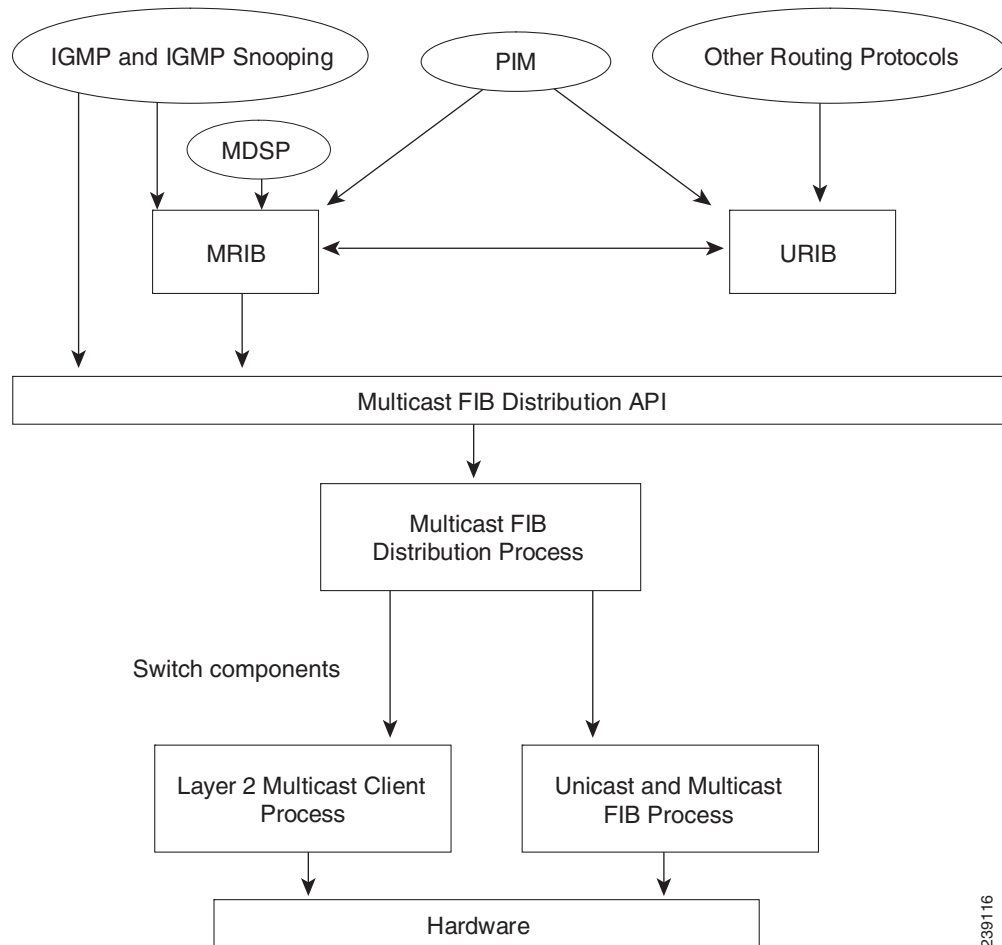 IGMP and IGMP Snooping
PIM
Other Routing Protocols
MDSP
MRIB
URIB
Multicast FIB Distribution API
Multicast FIB
Distribution Process
Switch components
Layer 2 Multicast Client
Process
Unicast and Multicast
FIB Process
Hardware
239116